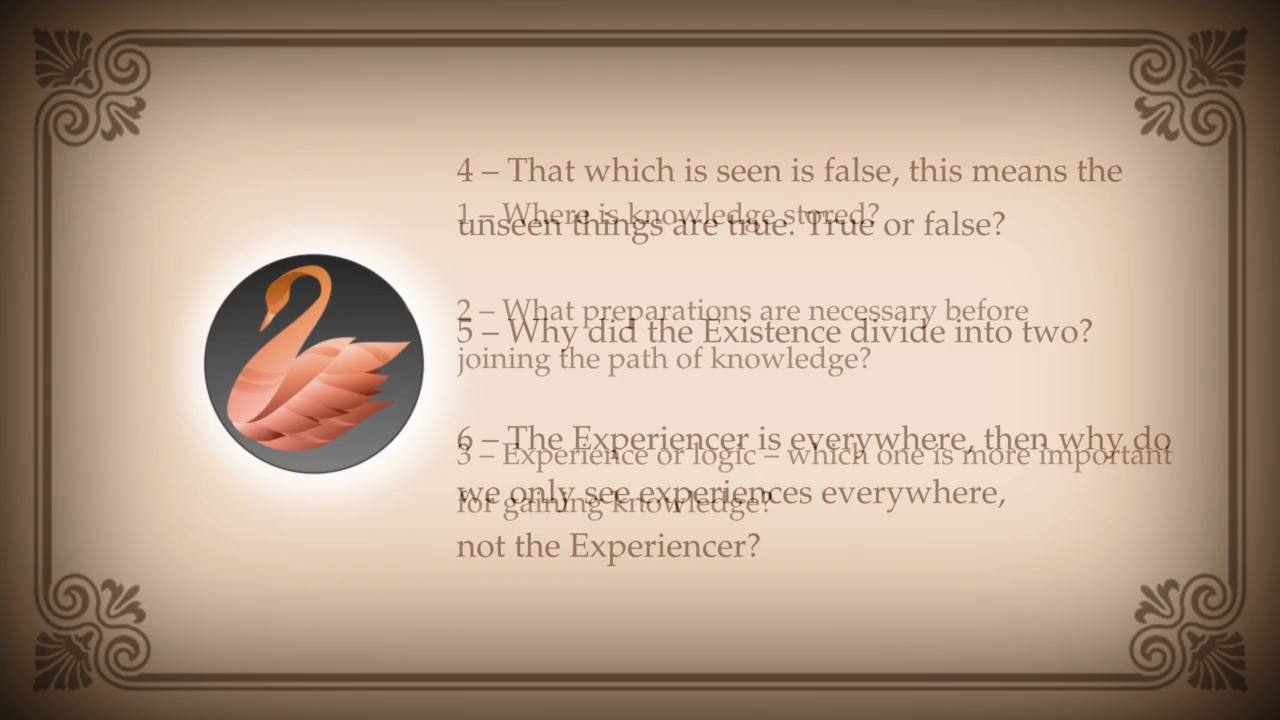 4 – That which is seen is false, this means the
unseen things are true. True or false?
5 – Why did the Existence divide into two?
6 – The Experiencer is everywhere, then why do
we only see experiences everywhere,
not the Experiencer?
1 – Where is knowledge stored?
2 – What preparations are necessary before
joining the path of knowledge?
3 – Experience or logic – which one is more important
for gaining knowledge?